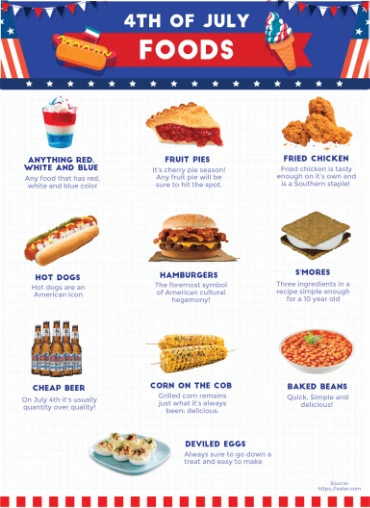 4TH OF JULY
FOODS
ANYTHING RED,
WHITE AND BLUE
Any food that has red,
white and blue color
FRUIT PIES
It's cherry pie season!
Any fruit pie will be
sure to hit the spot.
FRIED CHICKEN
Fried chicken is tasty
enough on it's own and
is a Southern staple!
HOT DOGS
Hot dogs are an
American icon
HAMBURGERS
The foremost symbol
of American cultural
hegemony!
S'MORES
Three ingredients in a
recipe simple enough
for a 10 year old
CHEAP BEER
On July 4th it's usually
quantity over quality!
CORN ON THE COB
Grilled corn remains
just what it's always
been: delicious.
BAKED BEANS
Quick, Simple and
delicious!
DEVILED EGGS
Always sure to go down a
treat and easy to make
Source: